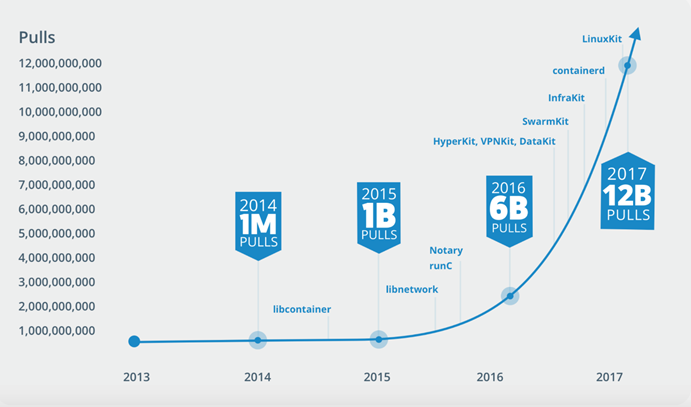 Pulls
12,000,000,000
11,000,000,000
10,000,000,000
9,000,000,000
8,000,000,000
7,000,000,000
6,000,000,000
5,000,000,000
4,000,000,000
3,000,000,000
2,000,000,000
1,000,000,000
2014
1M
PULLS
libcontainer
2015
1B
PULLS
libnetwork
Notary
runC
2016
6B
PULLS
HyperKit, VPNKit, DataKit
SwarmKit
InfraKit
containerd
LinuxKit
2017
12B
PULLS
2013
2014
2015
2016
2017